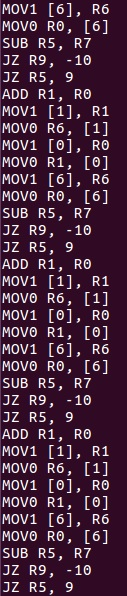 MOV1 [6], R6
MOV0 R0, [6]
SUB R5, R7
JZ R9, -10
JZ R5, 9
ADD R1, R0
MOV1 [1], R1
MOV0 R6, [1]
MOV1 [0], R0
MOV0 R1, [0]
MOV1 [6], R6
MOV0 R0, [6]
SUB R5, R7
JZ R9, -10
JZ R5, 9
ADD R1, R0
MOV1 [1], R1
MOV0 R6, [1]
MOV1 [0], R0
MOV0 R1, [0]
MOV1 [6], R6
MOV0 R0, [6]
SUB R5, R7
JZ R9, -10
JZ R5, 9
ADD R1, R0
MOV1 [1], R1
MOV0 R6, [1]
MOV1 [0], R0
MOV0 R1, [0]
MOV1 [6], R6
MOV0 R0, [6]
SUB R5, R7
JZ R9, -10
JZ R5, 9